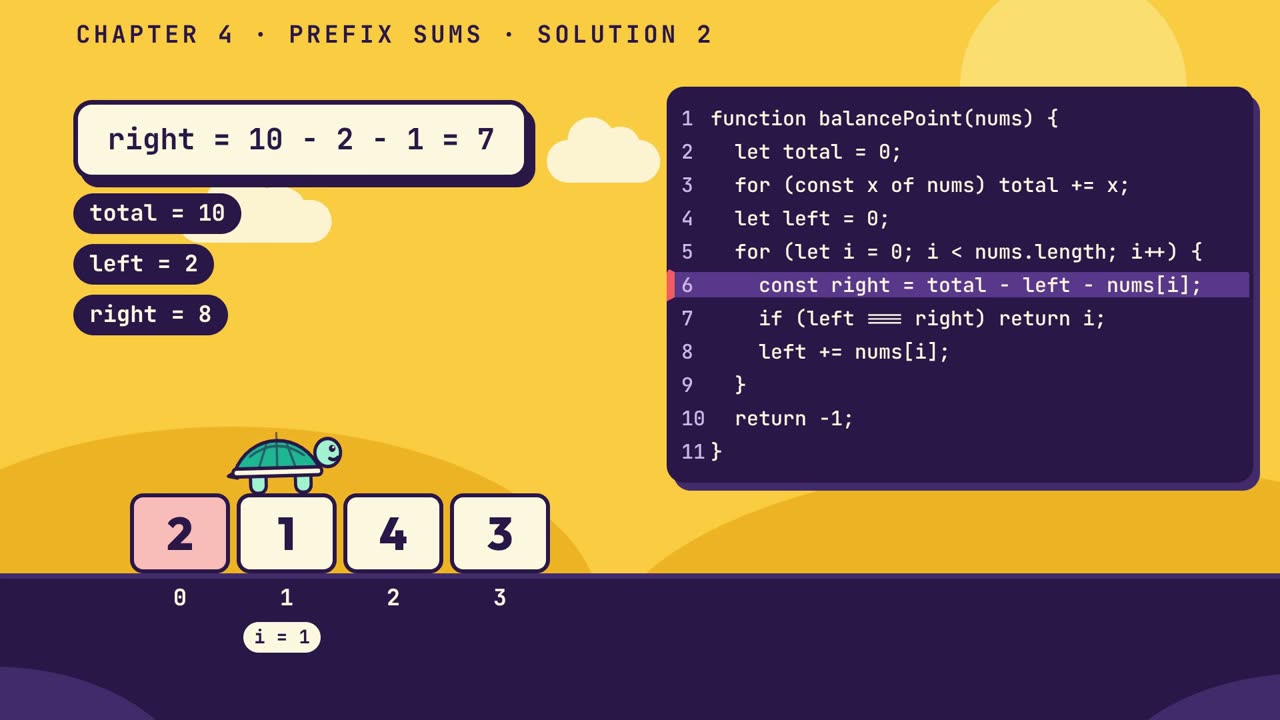 CHAPTER 4 · PREFIX SUMS · SOLUTION 2
right = 10 - 2 - 1 = 7
total = 10
left = 2
right = 8
1 function balancePoint(nums) {
2 let total = 0;
3 for (const x of nums) total += x;
4 let left = 0;
5 for (let i = 0; i < nums.length; i++) {
6 const right = total - left - nums[i];
7 if (left === right) return i;
8 left += nums[i];
9 }
10 return -1;
11 }
2 1 4 3
0 1 2 3
i = 1